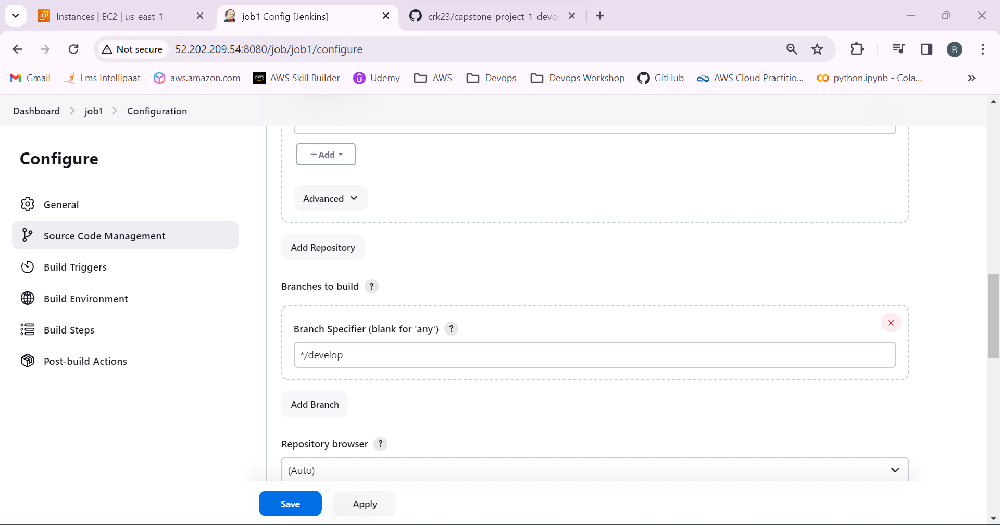 Instances | EC2 | us-east-1
job1 Config [Jenkins]
crk23/capstone-project-1-devo
Not secure
52.202.209.54:8080/job/job1/configure
R
Gmail
Lms Intellipaat
aws.amazon.com
aws
AWS Skill Builder
Udemy
AWS
Devops
Devops Workshop
GitHub
AWS Cloud Practitio...
python.ipynb - Cola...
Dashboard > job1 > Configuration
Configure
General
Source Code Management
Build Triggers
Build Environment
Build Steps
Post-build Actions
+ Add
Advanced
Add Repository
Branches to build ?
Branch Specifier (blank for 'any') ?
*/develop
Add Branch
Repository browser ?
(Auto)
Save
Apply